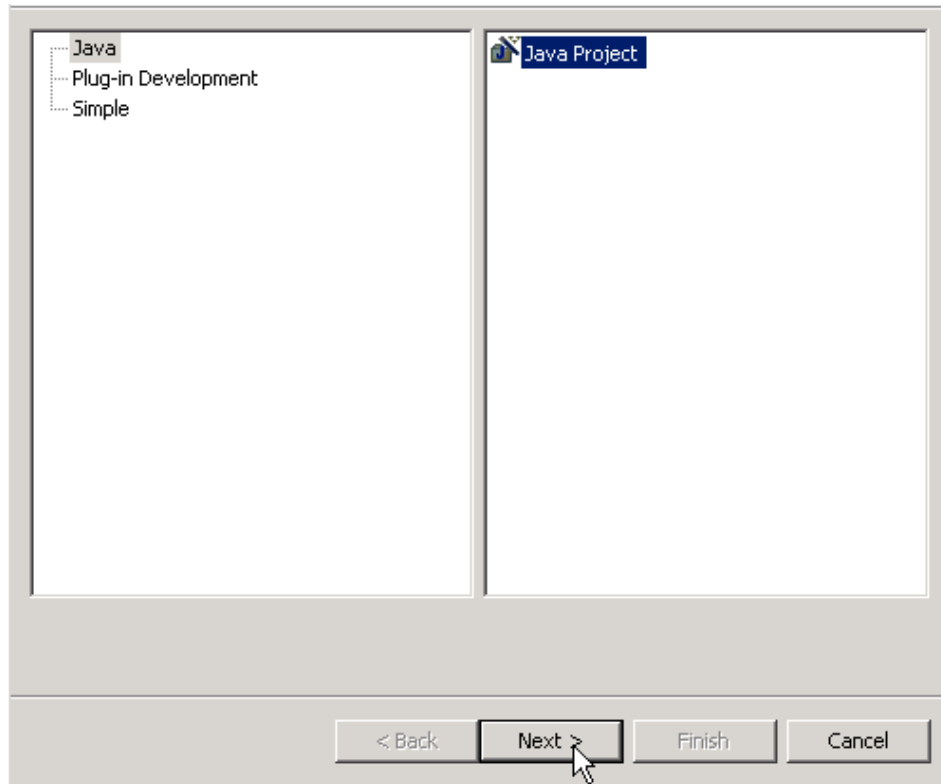 Java
Plug-in Development
Simple
Java Project
< Back
Next >
Finish
Cancel